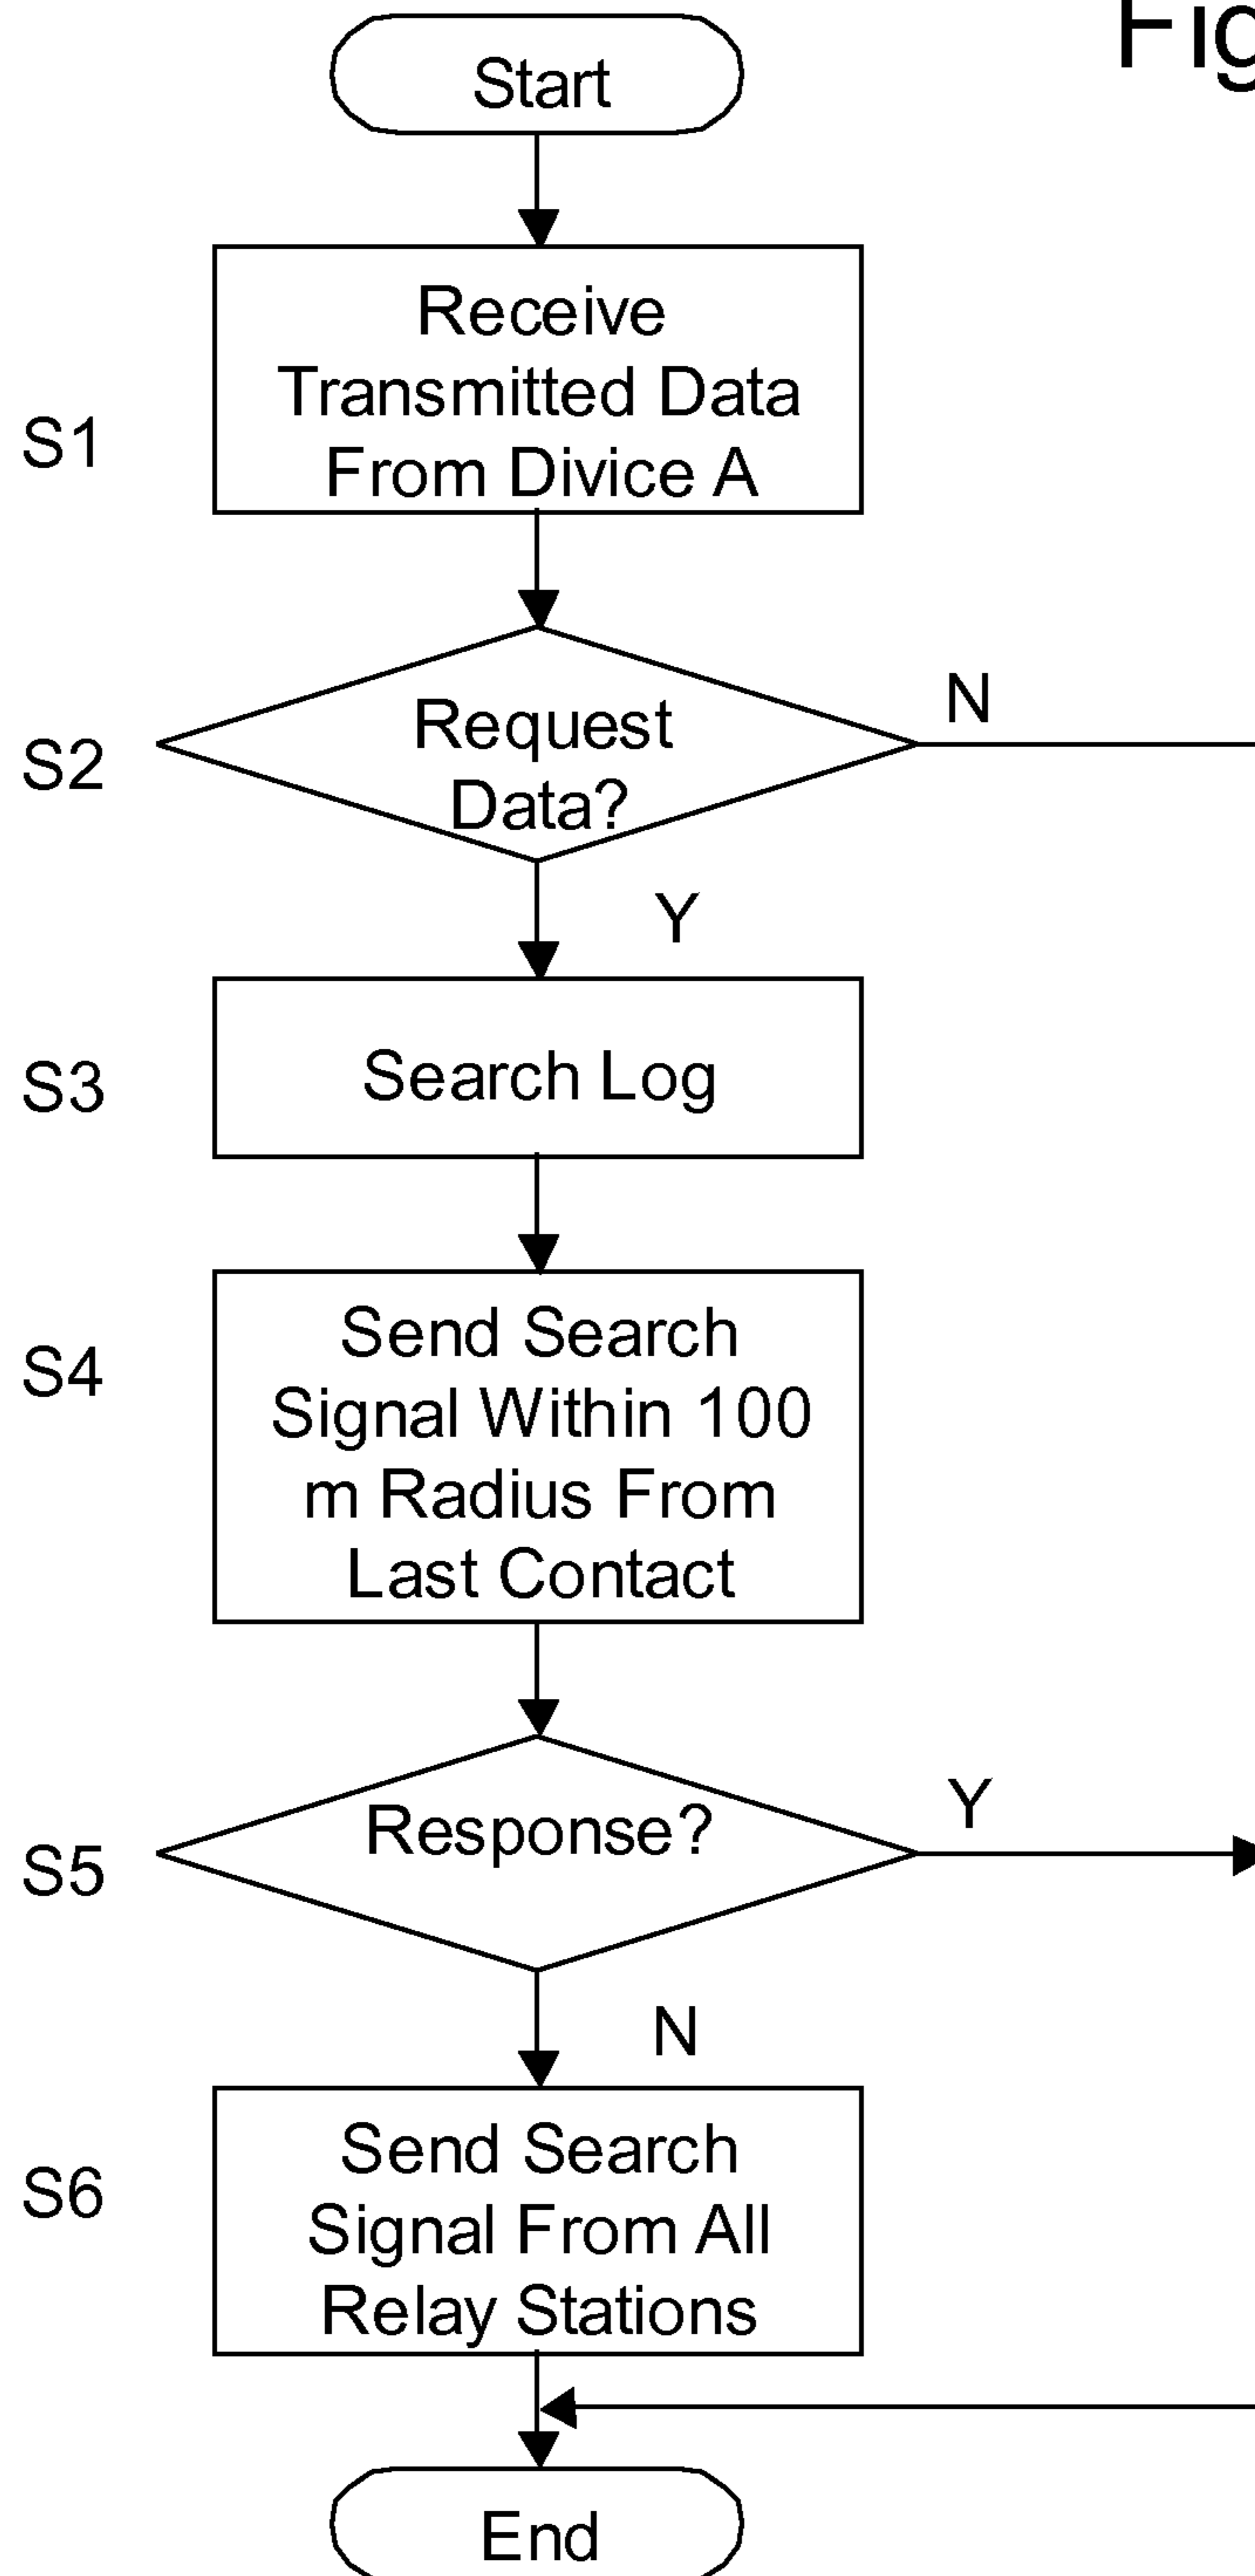 Fig
Start
S1
Receive
Transmitted Data
From Divice A
S2
Request
Data?
N
Y
S3
Search Log
S4
Send Search
Signal Within 100
m Radius From
Last Contact
S5
Response?
Y
N
S6
Send Search
Signal From All
Relay Stations
End